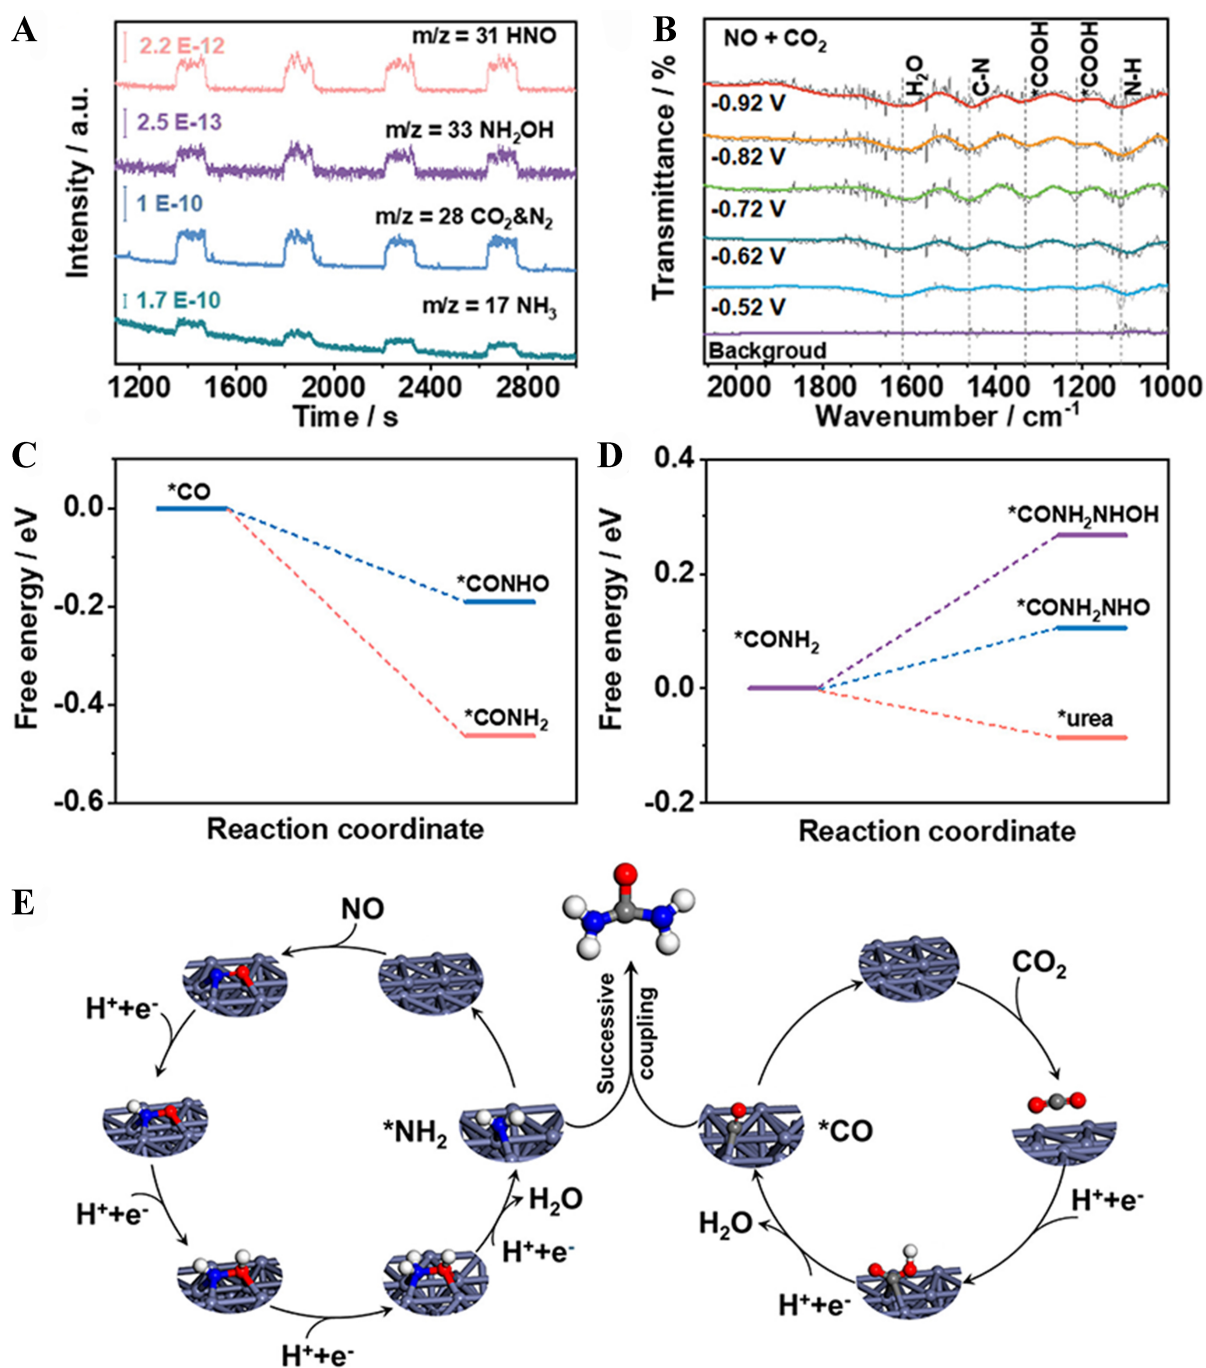 A
2.2 E-12
m/z = 31 HNO
2.5 E-13
m/z = 33 NH₂OH
1 E-10
m/z = 28 CO₂&N₂
1.7 E-10
m/z = 17 NH₃
Intensity / a.u.
1200 1600 2000 2400 2800
Time / s
B
NO + CO₂
H₂O
C-N
*COOH
*COOH
N-H
-0.92 V
-0.82 V
-0.72 V
-0.62 V
-0.52 V
Backgroud
Transmittance / %
2000 1800 1600 1400 1200 1000
Wavenumber / cm⁻¹
C
0.0
-0.2
-0.4
-0.6
Free energy / eV
*CO
*CONHO
*CONH₂
Reaction coordinate
D
0.4
0.2
0.0
-0.2
Free energy / eV
*CONH₂NHOH
*CONH₂NHO
*CONH₂
*urea
Reaction coordinate
E
NO
H⁺+e⁻
H⁺+e⁻
H⁺+e⁻
H⁺+e⁻
H₂O
*NH₂
Successive
coupling
*CO
CO₂
H⁺+e⁻
H₂O
H⁺+e⁻